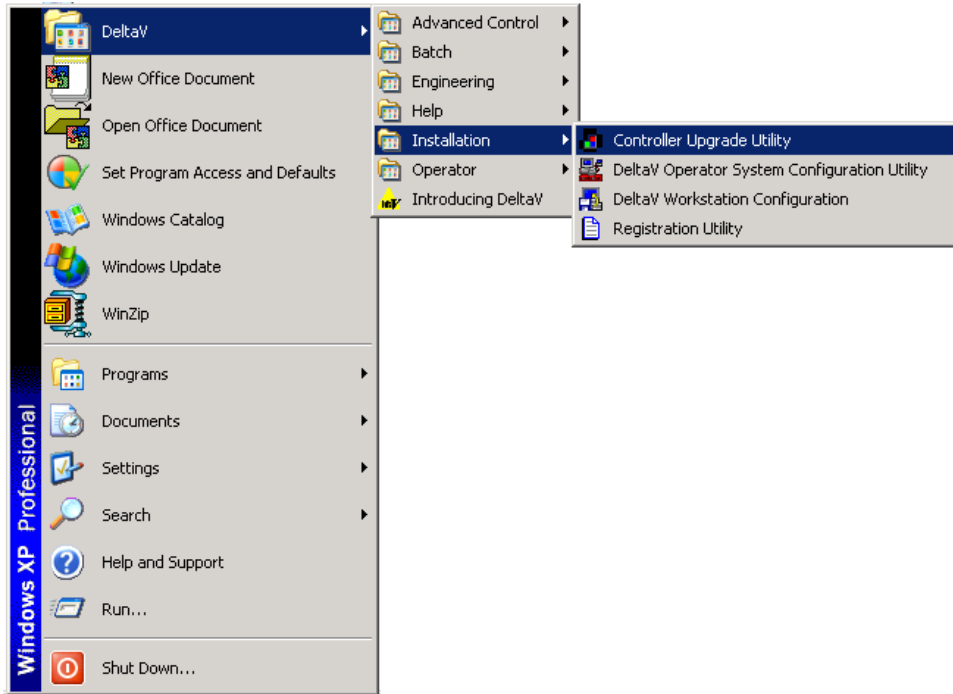 DeltaV
New Office Document
Open Office Document
Set Program Access and Defaults
Windows Catalog
Windows Update
WinZip
Programs
Documents
Settings
Search
Help and Support
Run...
Shut Down...
Windows XP Professional
Advanced Control
Batch
Engineering
Help
Installation
Operator
Introducing DeltaV
Controller Upgrade Utility
DeltaV Operator System Configuration Utility
DeltaV Workstation Configuration
Registration Utility